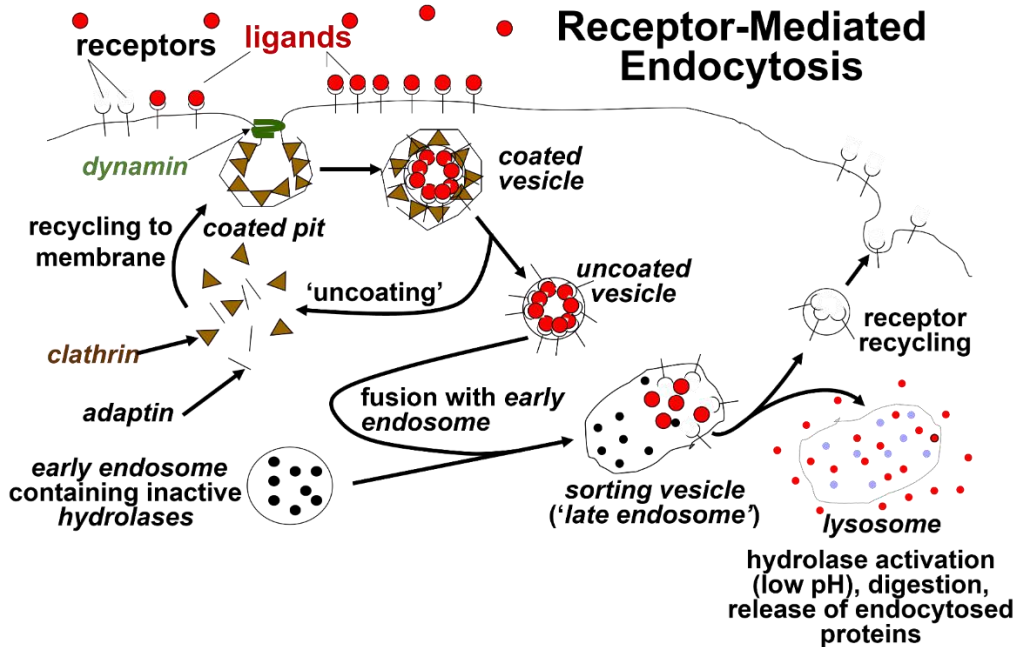 Receptor-Mediated
Endocytosis
receptors
ligands
dynamin
coated pit
coated
vesicle
recycling to
membrane
'uncoating'
uncoated
vesicle
clathrin
adaptin
fusion with early
endosome
early endosome
containing inactive
hydrolases
sorting vesicle
('late endosome')
receptor
recycling
lysosome
hydrolase activation
(low pH), digestion,
release of endocytosed
proteins